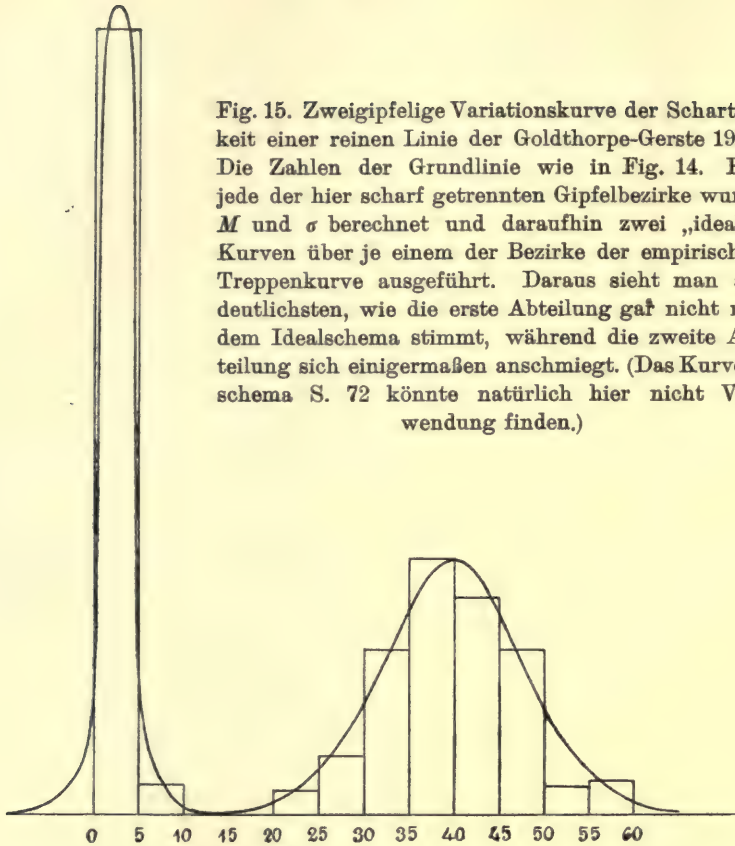 Fig. 15. Zweigipfelige Variationskurve der Schart
keit einer reinen Linie der Goldthorpe-Gerste 19
Die Zahlen der Grundlinie wie in Fig. 14.
jede der hier scharf getrennten Gipfelbezirke wur
M und σ berechnet und daraufhin zwei „idea
Kurven über je einem der Bezirke der empirisch
Treppenkurve ausgeführt. Daraus sieht man
deutlichsten, wie die erste Abteilung gar nicht
dem Idealschema stimmt, während die zweite A
teilung sich einigermaßen anschmiegt. (Das Kurve
schema S. 72 könnte natürlich hier nicht V
wendung finden.)
0 5 10 15 20 25 30 35 40 45 50 55 60